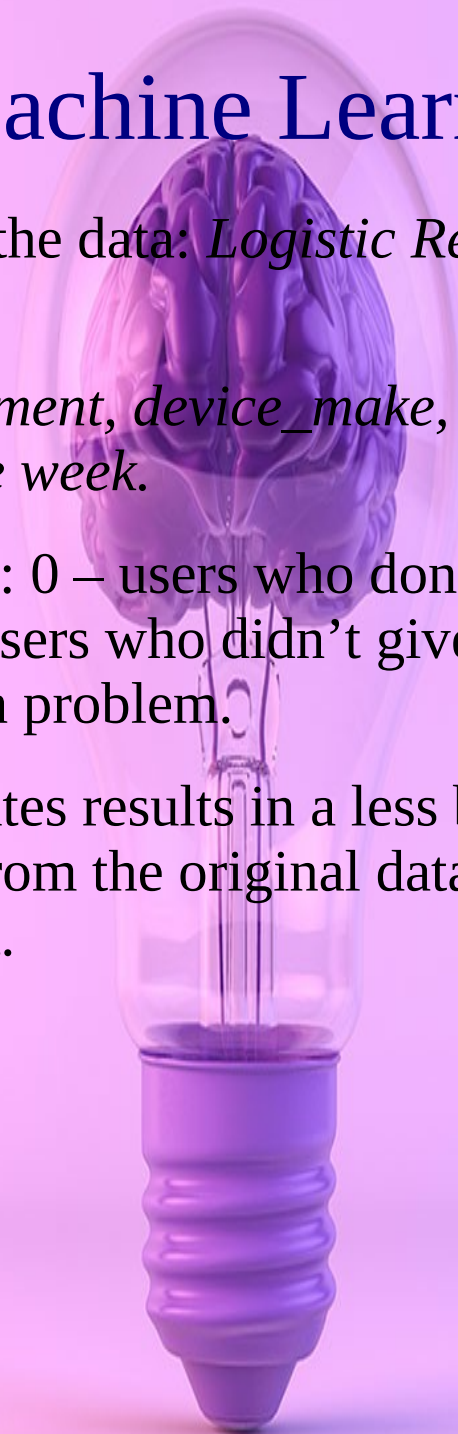 achine Lear
the data: Logistic Re
ment, device_make,
e week.
: 0 – users who don
sers who didn’t give
problem.
tes results in a less
rom the original data
.